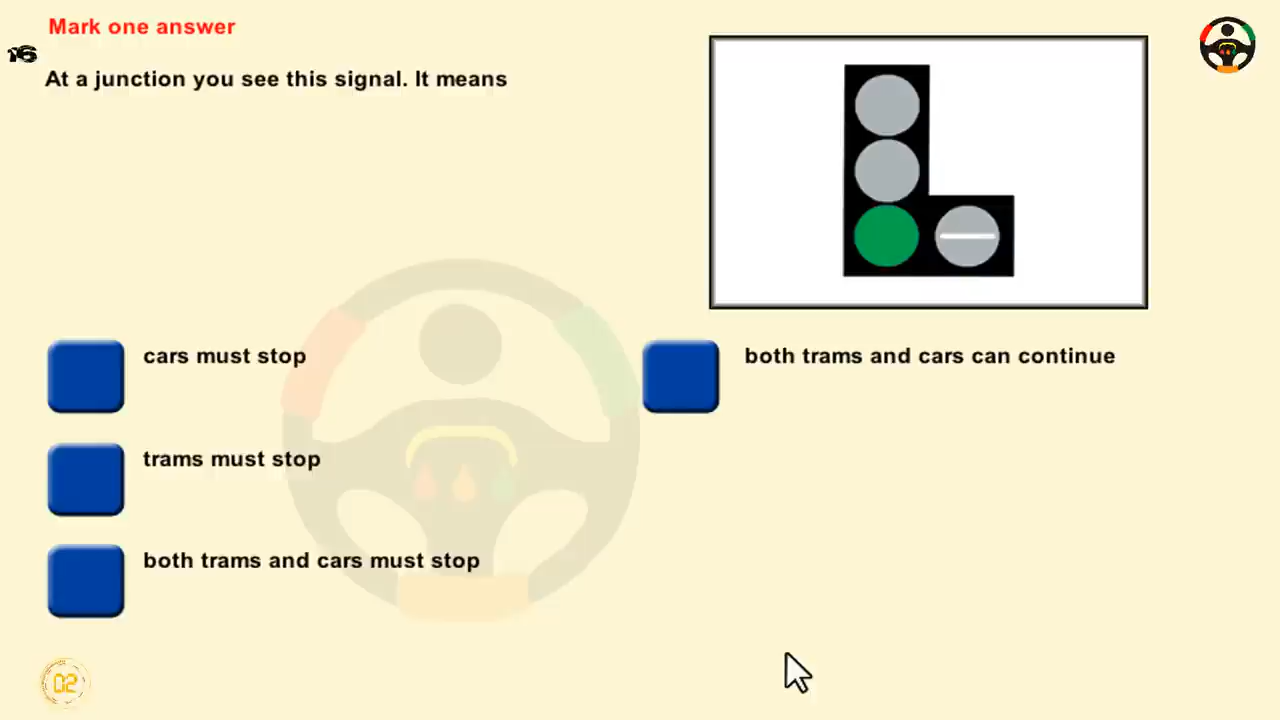 Mark one answer
At a junction you see this signal. It means
cars must stop
both trams and cars can continue
trams must stop
both trams and cars must stop
02